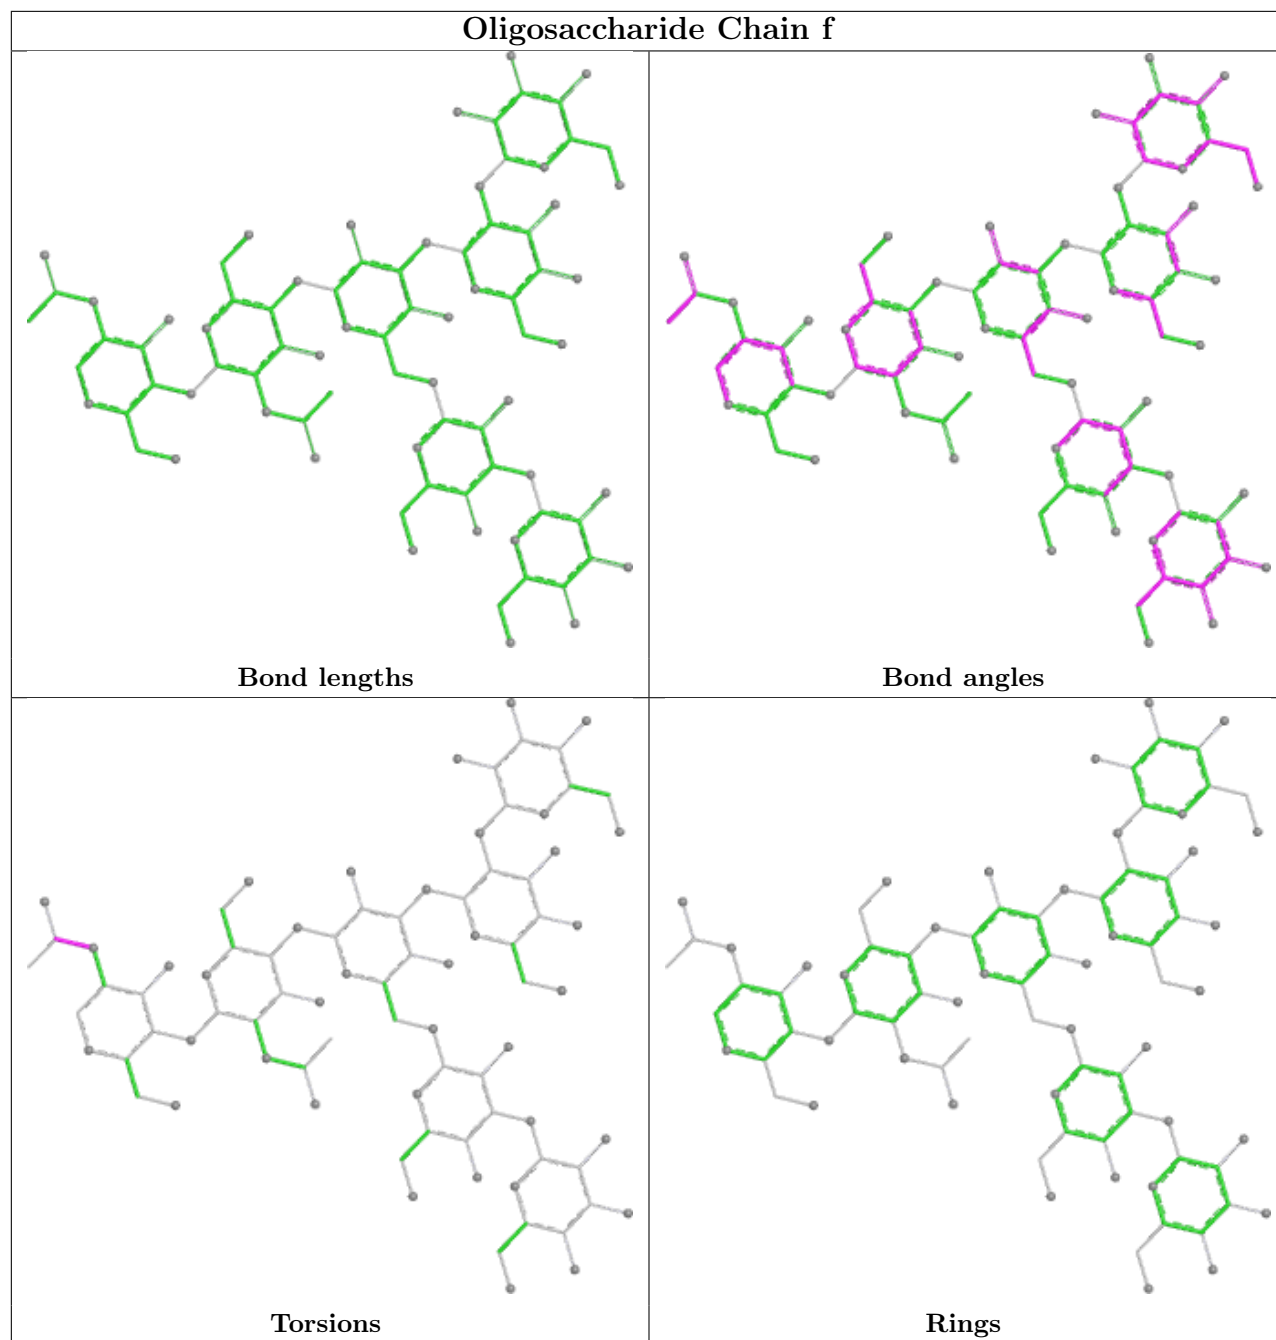 Oligosaccharide Chain f
Bond lengths
Bond angles
Torsions
Rings